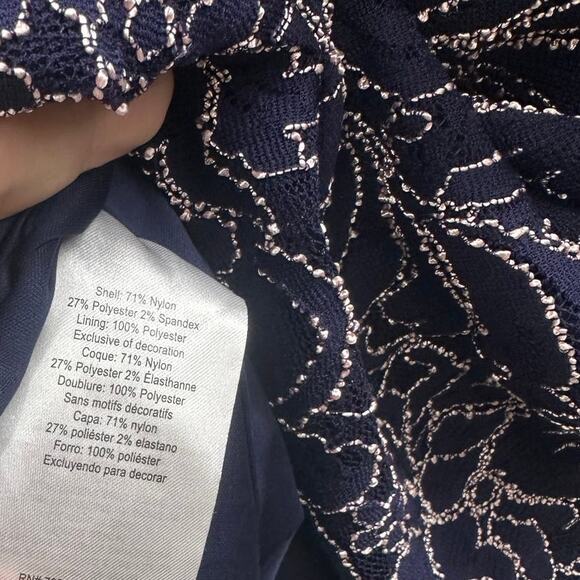 Shell: 71% Nylon
27% Polyester 2% Spandex
Lining: 100% Polyester
Exclusive of decoration
Coque: 71% Nylon
27% Polyester 2% Élasthanne
Doublure: 100% Polyester
Sans motifs décoratifs
Capa: 71% nylon
27% poliéster 2% elastano
Forro: 100% poliéster
Excluyendo para decorar
RN#